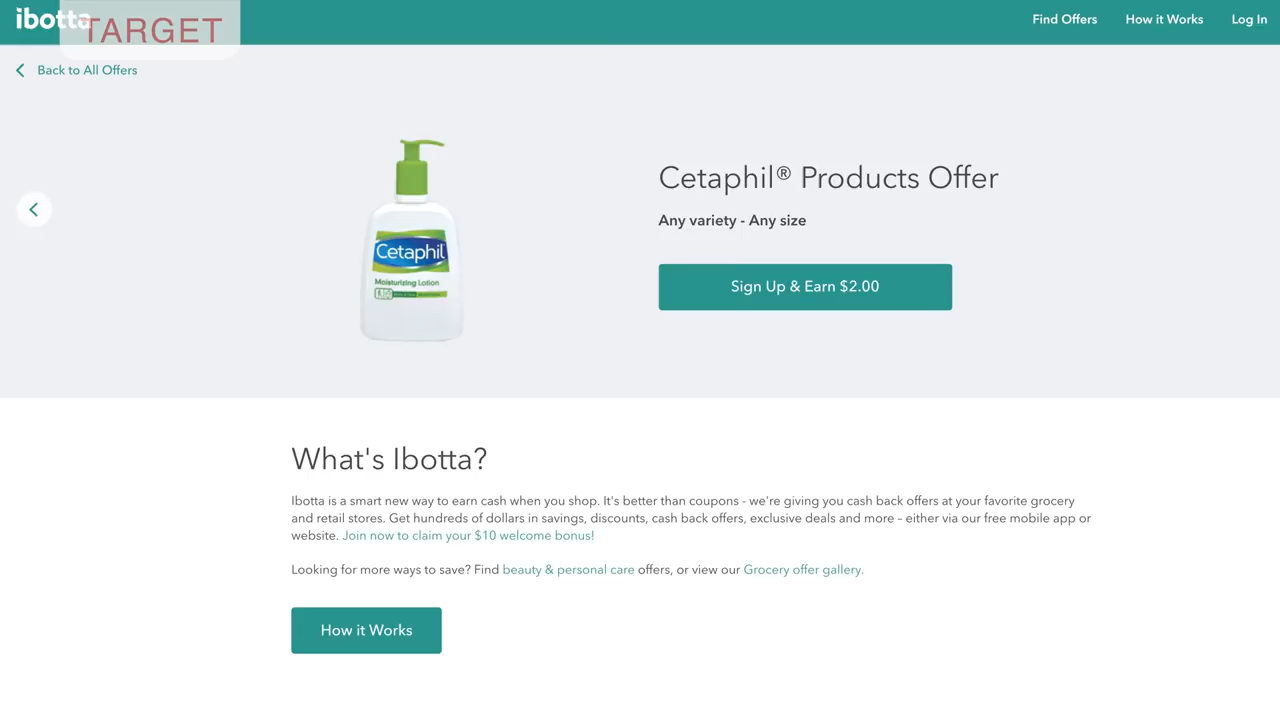 ibotta
TARGET
Find Offers
How it Works
Log In
Back to All Offers
Cetaphil
Moisturizing Lotion
Cetaphil® Products Offer
Any variety - Any size
Sign Up & Earn $2.00
What's Ibotta?
Ibotta is a smart new way to earn cash when you shop. It's better than coupons - we're giving you cash back offers at your favorite grocery
and retail stores. Get hundreds of dollars in savings, discounts, cash back offers, exclusive deals and more – either via our free mobile app or
website. Join now to claim your $10 welcome bonus!
Looking for more ways to save? Find beauty & personal care offers, or view our Grocery offer gallery.
How it Works